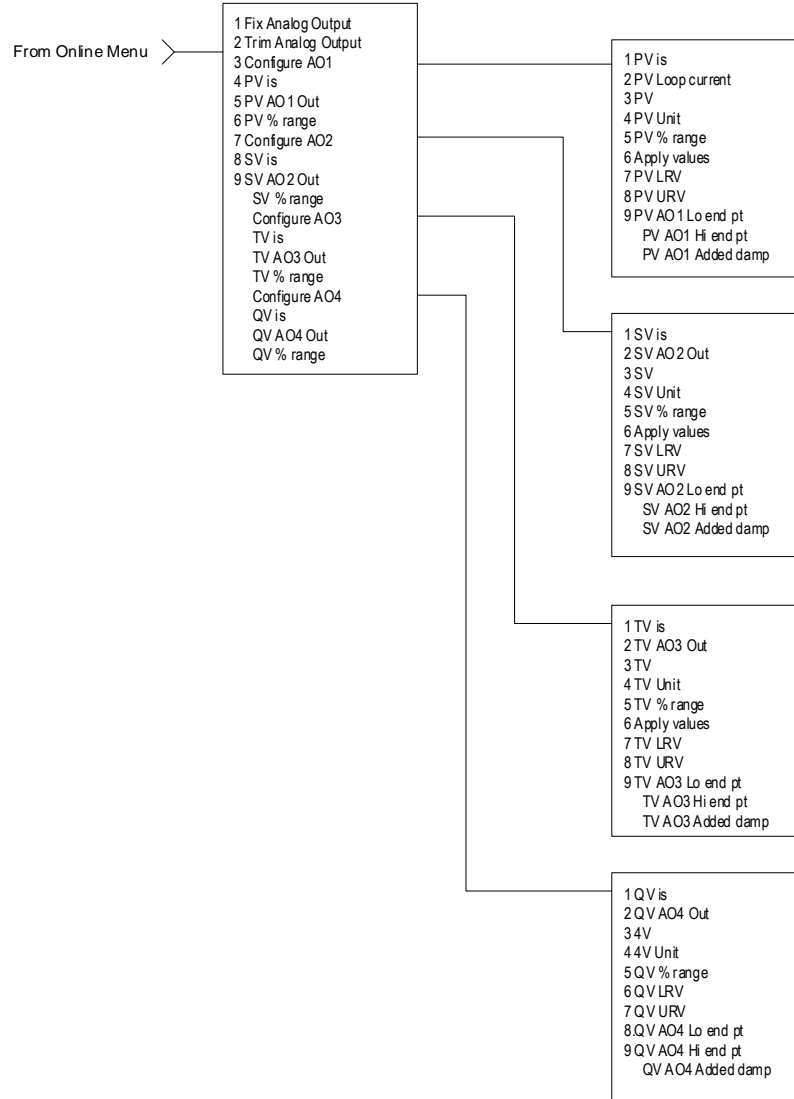 From Online Menu
1 Fix Analog Output
2 Trim Analog Output
3 Configure AO1
4 PV is
5 PV AO1 Out
6 PV % range
7 Configure AO2
8 SV is
9 SV AO2 Out
SV % range
Configure AO3
TV is
TV AO3 Out
TV % range
Configure AO4
QV is
QV AO4 Out
QV % range
1 PV is
2 PV Loop current
3 PV
4 PV Unit
5 PV % range
6 Apply values
7 PV LRV
8 PV URV
9 PV AO1 Lo end pt
PV AO1 Hi end pt
PV AO1 Added damp
1 SV is
2 SV AO2 Out
3 SV
4 SV Unit
5 SV % range
6 Apply values
7 SV LRV
8 SV URV
9 SV AO2 Lo end pt
SV AO2 Hi end pt
SV AO2 Added damp
1 TV is
2 TV AO3 Out
3 TV
4 TV Unit
5 TV % range
6 Apply values
7 TV LRV
8 TV URV
9 TV AO3 Lo end pt
TV AO3 Hi end pt
TV AO3 Added damp
1 QV is
2 QV AO4 Out
3 4V
4 4V Unit
5 QV % range
6 QV LRV
7 QV URV
8.QV AO4 Lo end pt
9 QV AO4 Hi end pt
QV AO4 Added damp